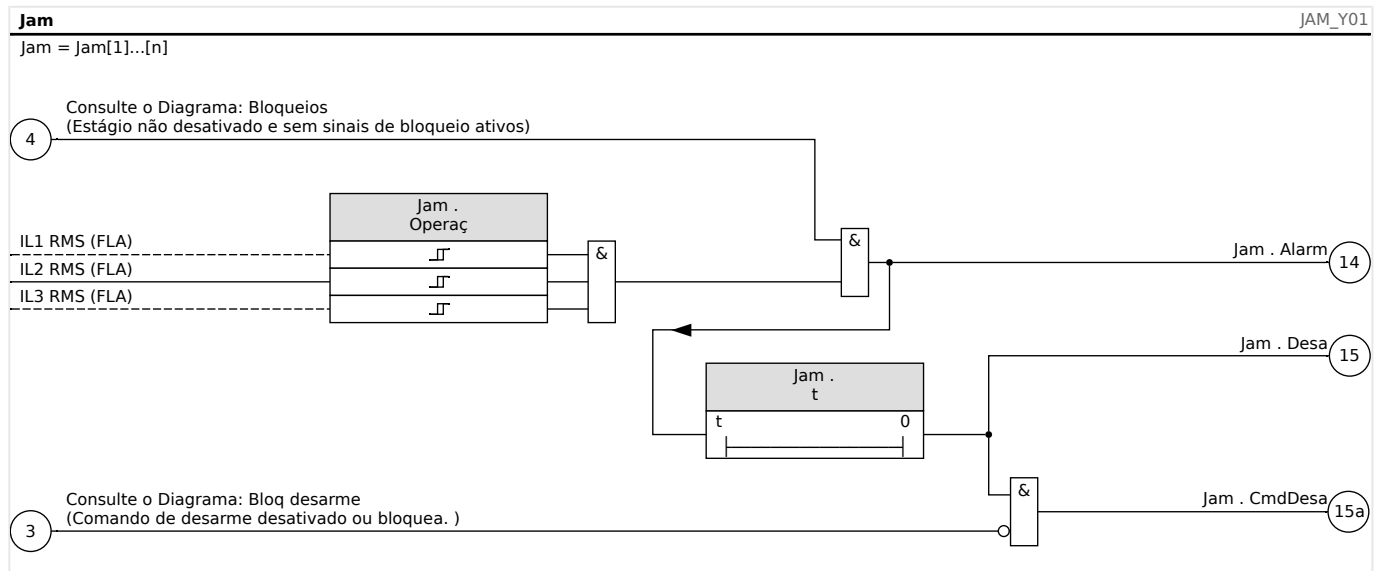 Jam
JAM_Y01
Jam = Jam[1]...[n]
Consulte o Diagrama: Bloqueios
(Estágio não desativado e sem sinais de bloqueio ativos)
4
Jam .
Operaç
IL1 RMS (FLA)
IL2 RMS (FLA)
IL3 RMS (FLA)
&
&
Jam . Alarm
14
Jam . Desa
15
Jam .
t
t 0
Consulte o Diagrama: Bloq desarme
(Comando de desarme desativado ou bloquea. )
3
&
Jam . CmdDesa
15a